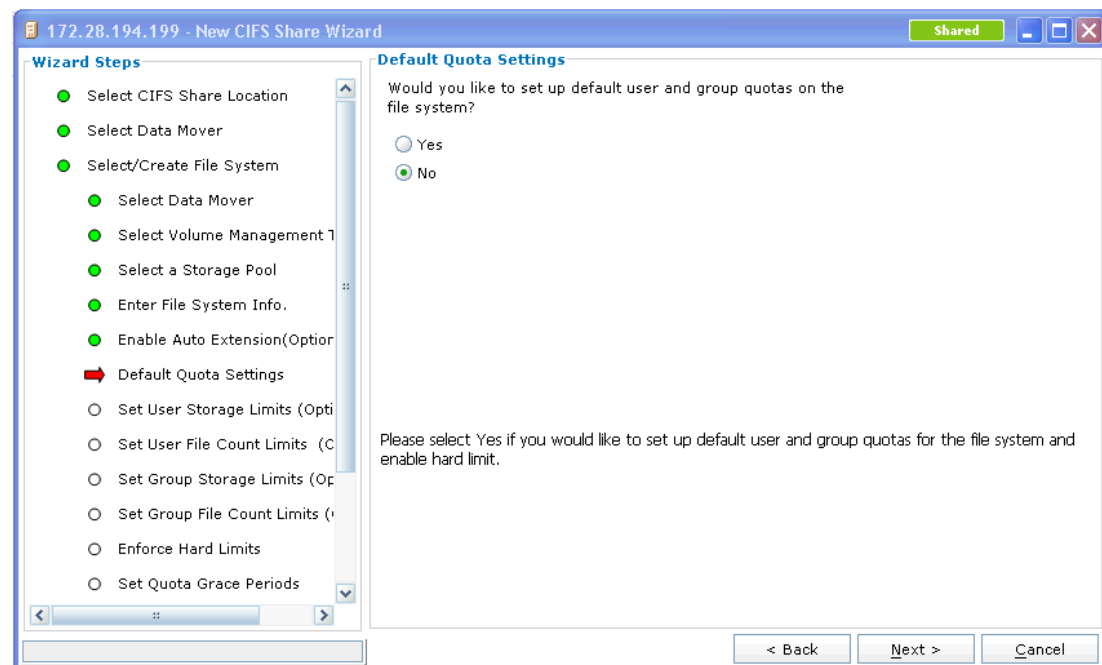 172.28.194.199 - New CIFS Share Wizard
Shared
Wizard Steps
Select CIFS Share Location
Select Data Mover
Select/Create File System
Select Data Mover
Select Volume Management T
Select a Storage Pool
Enter File System Info.
Enable Auto Extension(Option
Default Quota Settings
Set User Storage Limits (Opti
Set User File Count Limits (C
Set Group Storage Limits (Op
Set Group File Count Limits (
Enforce Hard Limits
Set Quota Grace Periods
Default Quota Settings
Would you like to set up default user and group quotas on the
file system?
Yes
No
Please select Yes if you would like to set up default user and group quotas for the file system and
enable hard limit.
< Back
Next >
Cancel